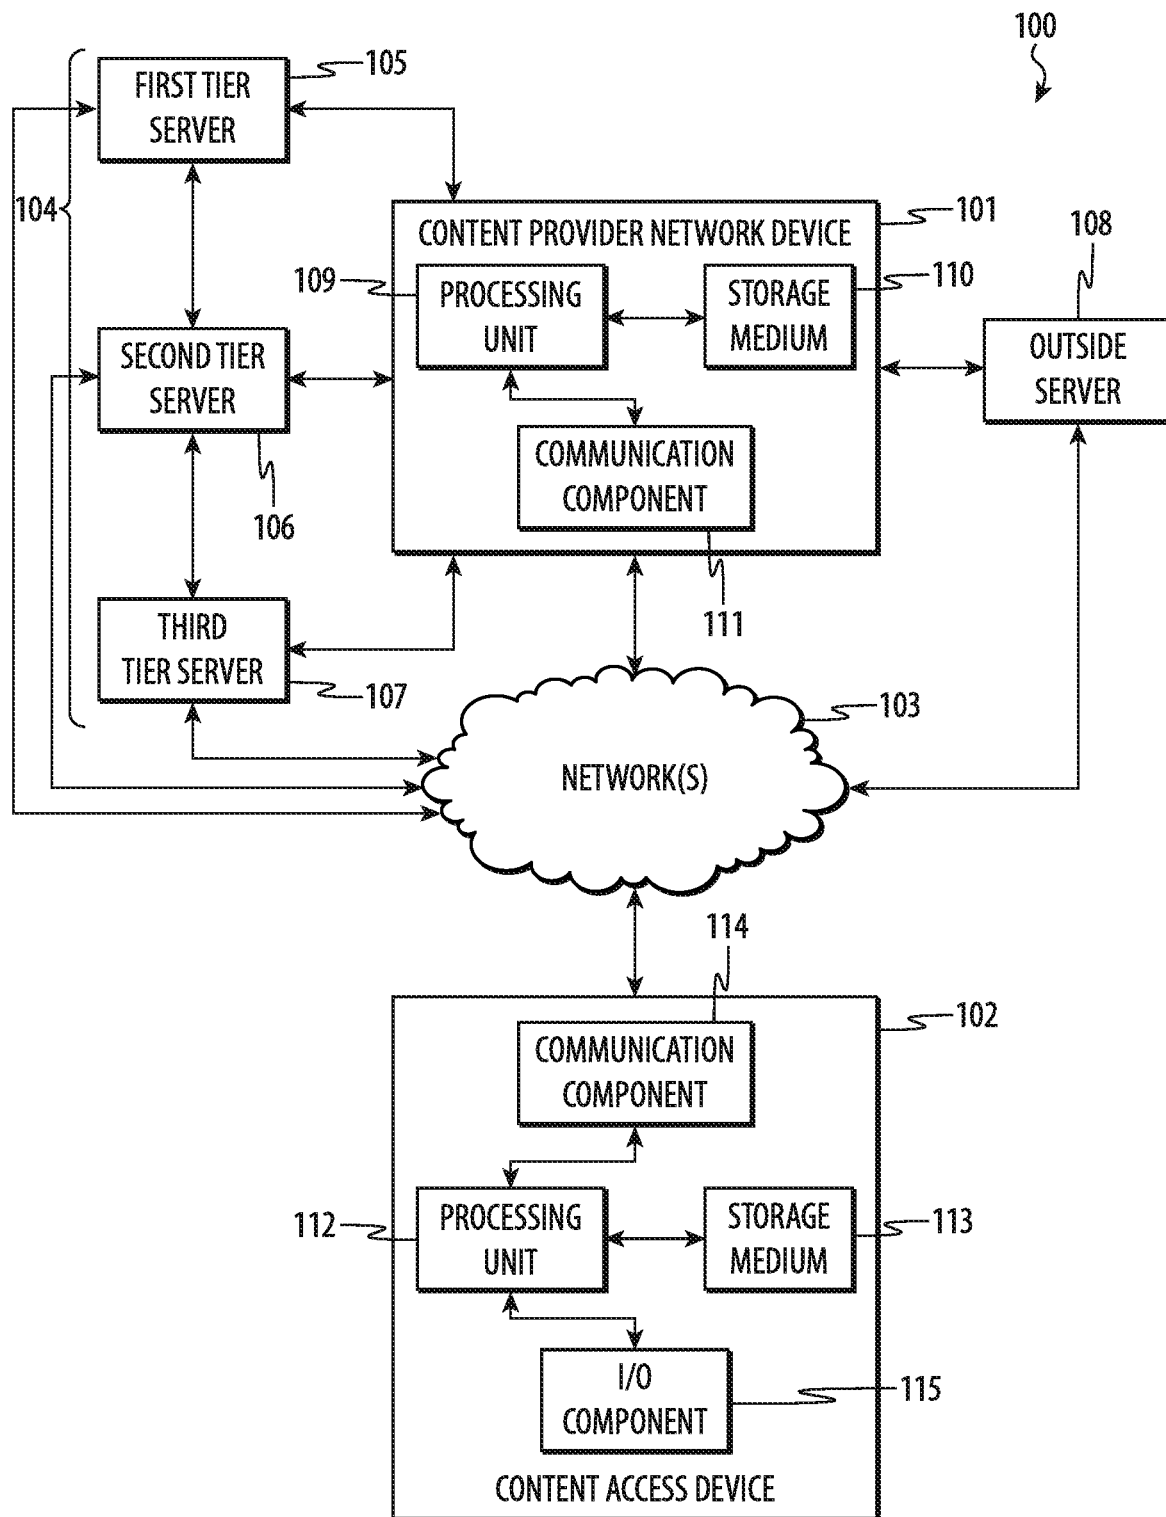 100
FIRST TIER
SERVER
105
104
CONTENT PROVIDER NETWORK DEVICE
101
108
109
PROCESSING
UNIT
STORAGE
MEDIUM
110
SECOND TIER
SERVER
OUTSIDE
SERVER
COMMUNICATION
COMPONENT
106
111
THIRD
TIER SERVER
107
103
NETWORK(S)
114
102
COMMUNICATION
COMPONENT
112
PROCESSING
UNIT
STORAGE
MEDIUM
113
I/O
COMPONENT
115
CONTENT ACCESS DEVICE